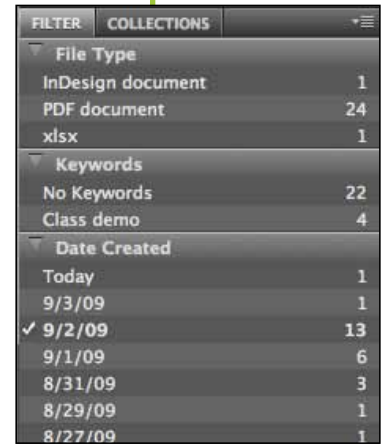 FILTER COLLECTIONS
File Type
InDesign document 1
PDF document 24
xlsx 1
Keywords
No Keywords 22
Class demo 4
Date Created
Today 1
9/3/09 1
✓ 9/2/09 13
9/1/09 6
8/31/09 3
8/29/09 1
8/27/09 1